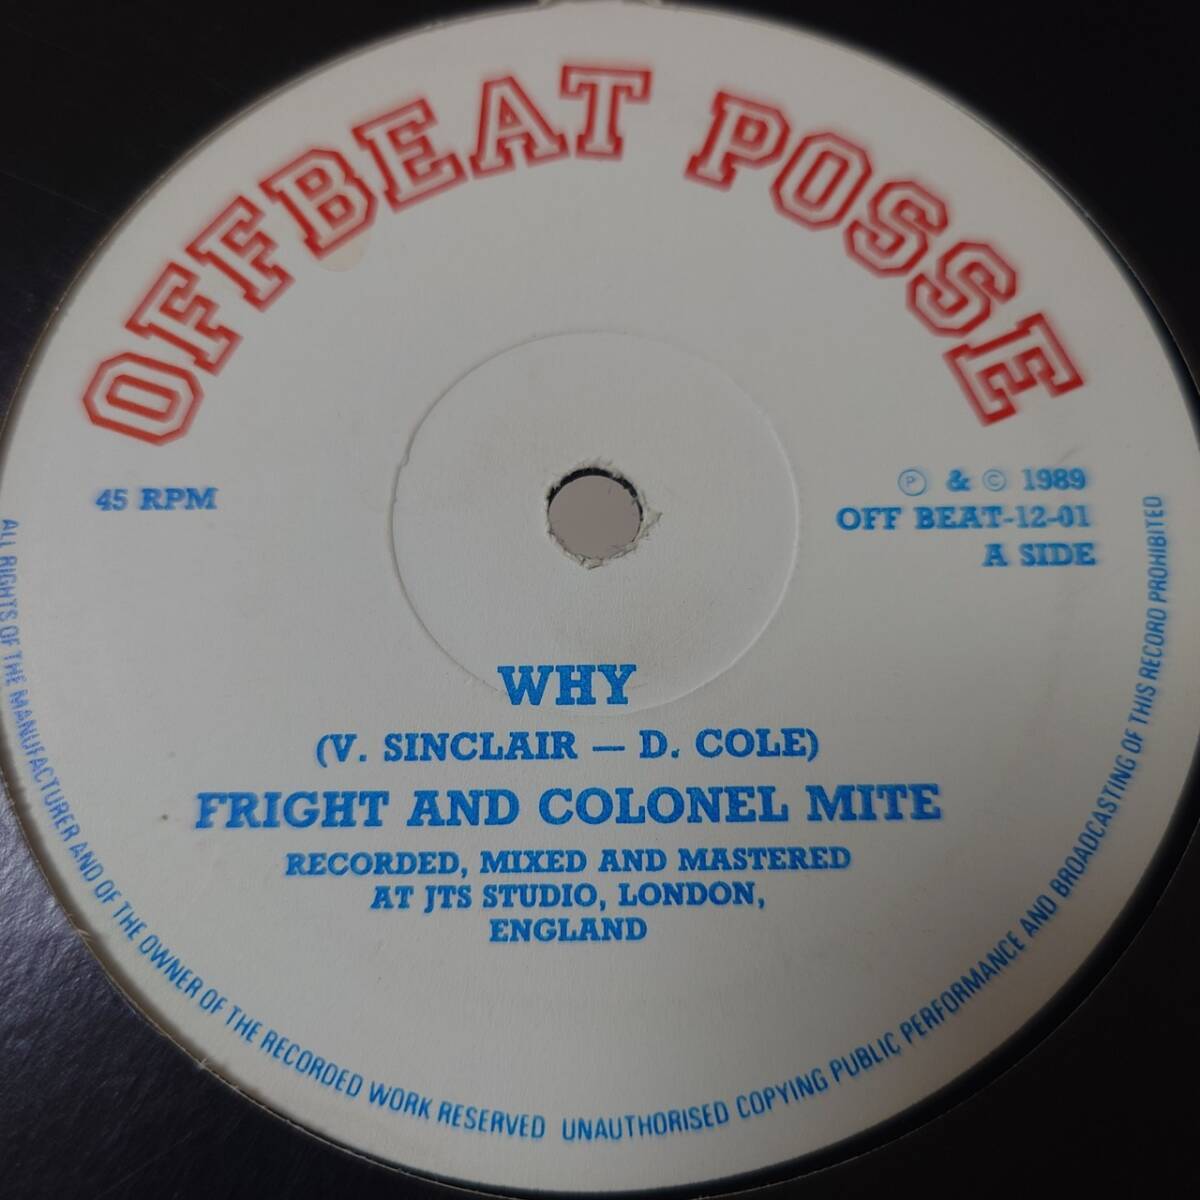 OFFBEAT POSSE
45 RPM
Ⓟ & © 1989
OFF BEAT-12-01
A SIDE
WHY
(V. SINCLAIR — D. COLE)
FRIGHT AND COLONEL MITE
RECORDED, MIXED AND MASTERED
AT JTS STUDIO, LONDON,
ENGLAND
ALL RIGHTS OF THE MANUFACTURER AND OF THE OWNER OF THE RECORDED WORK RESERVED UNAUTHORISED COPYING PUBLIC PERFORMANCE AND BROADCASTING OF THIS RECORD PROHIBITED